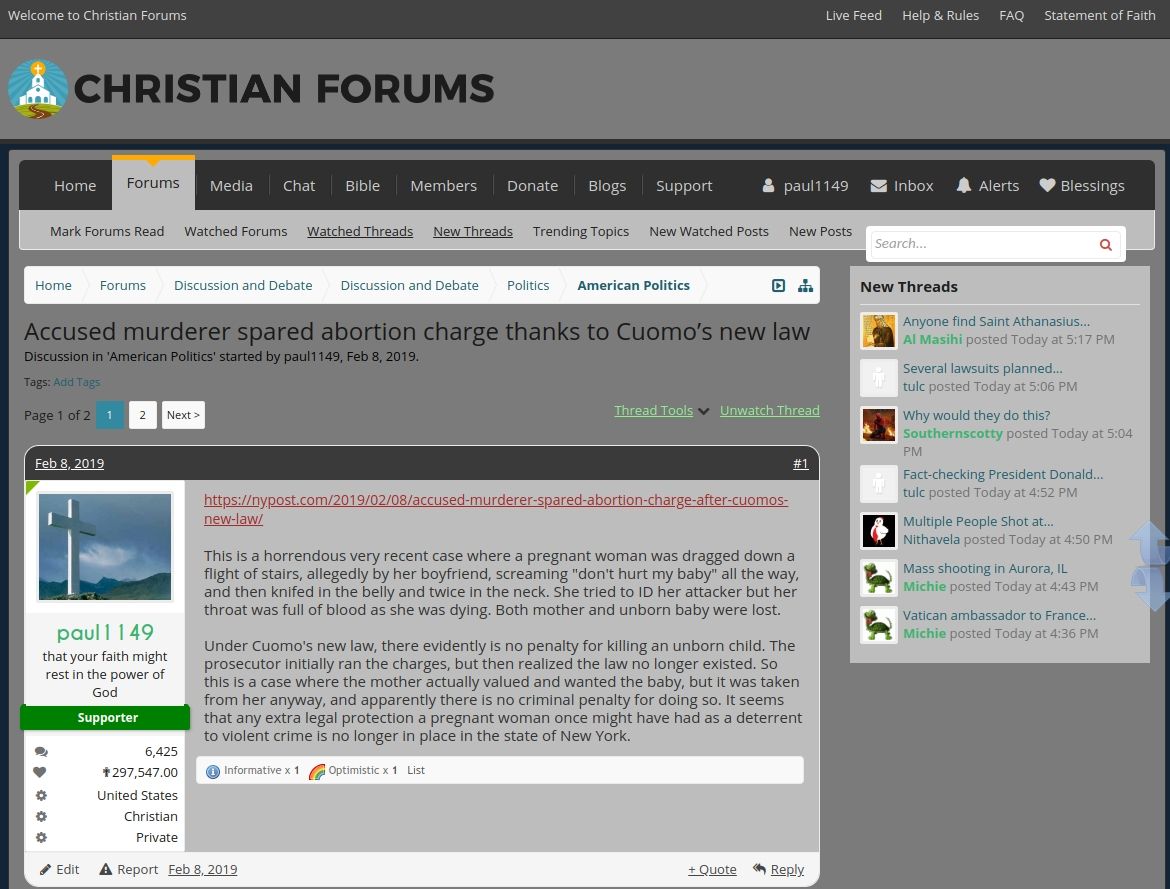 Welcome to Christian Forums
Live Feed Help & Rules FAQ Statement of Faith
CHRISTIAN FORUMS
Home Forums Media Chat Bible Members Donate Blogs Support paul1149 Inbox Alerts Blessings
Mark Forums Read Watched Forums Watched Threads New Threads Trending Topics New Watched Posts New Posts
Search...
Home Forums Discussion and Debate Discussion and Debate Politics American Politics
Accused murderer spared abortion charge thanks to Cuomo’s new law
Discussion in 'American Politics' started by paul1149, Feb 8, 2019.
Tags: Add Tags
Page 1 of 2 1 2 Next >
Thread Tools Unwatch Thread
Feb 8, 2019 #1
https://nypost.com/2019/02/08/accused-murderer-spared-abortion-charge-after-cuomos-
new-law/
This is a horrendous very recent case where a pregnant woman was dragged down a
flight of stairs, allegedly by her boyfriend, screaming "don't hurt my baby" all the way,
and then knifed in the belly and twice in the neck. She tried to ID her attacker but her
throat was full of blood as she was dying. Both mother and unborn baby were lost.
Under Cuomo's new law, there evidently is no penalty for killing an unborn child. The
prosecutor initially ran the charges, but then realized the law no longer existed. So
this is a case where the mother actually valued and wanted the baby, but it was taken
from her anyway, and apparently there is no criminal penalty for doing so. It seems
that any extra legal protection a pregnant woman once might have had as a deterrent
to violent crime is no longer in place in the state of New York.
Informative x 1 Optimistic x 1 List
paul1149
that your faith might
rest in the power of
God
Supporter
6,425
✟297,547.00
United States
Christian
Private
Edit Report Feb 8, 2019
+ Quote Reply
New Threads
Anyone find Saint Athanasius...
Al Masihi posted Today at 5:17 PM
Several lawsuits planned...
tulc posted Today at 5:06 PM
Why would they do this?
Southernscotty posted Today at 5:04
PM
Fact-checking President Donald...
tulc posted Today at 4:52 PM
Multiple People Shot at...
Nithavela posted Today at 4:50 PM
Mass shooting in Aurora, IL
Michie posted Today at 4:43 PM
Vatican ambassador to France...
Michie posted Today at 4:36 PM